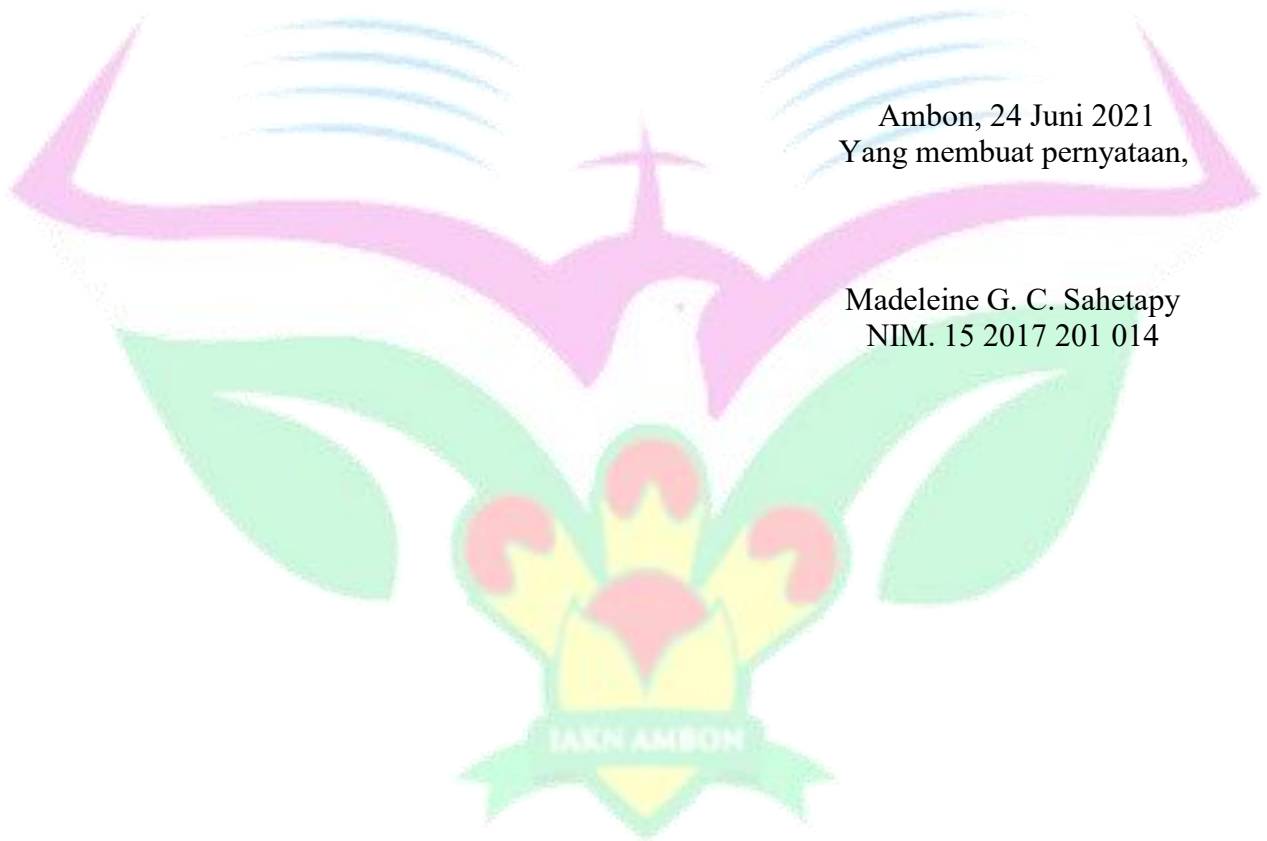 Ambon, 24 Juni 2021
Yang membuat pernyataan,
Madeleine G. C. Sahetapy
NIM. 15 2017 201 014
IAKN AMBON